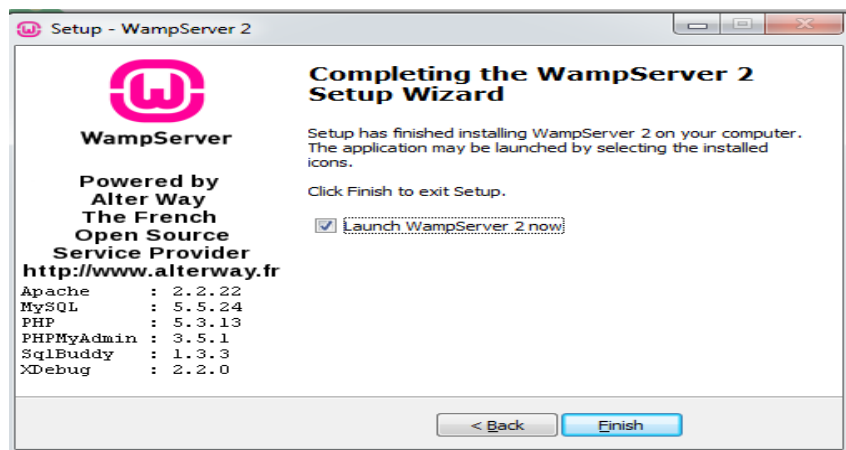 Setup - WampServer 2
WampServer
Powered by
Alter Way
The French
Open Source
Service Provider
http://www.alterway.fr
Apache : 2.2.22
MySQL : 5.5.24
PHP : 5.3.13
PHPMyAdmin : 3.5.1
SqlBuddy : 1.3.3
XDebug : 2.2.0
Completing the WampServer 2
Setup Wizard
Setup has finished installing WampServer 2 on your computer.
The application may be launched by selecting the installed
icons.
Click Finish to exit Setup.
Launch WampServer 2 now
< Back
Finish